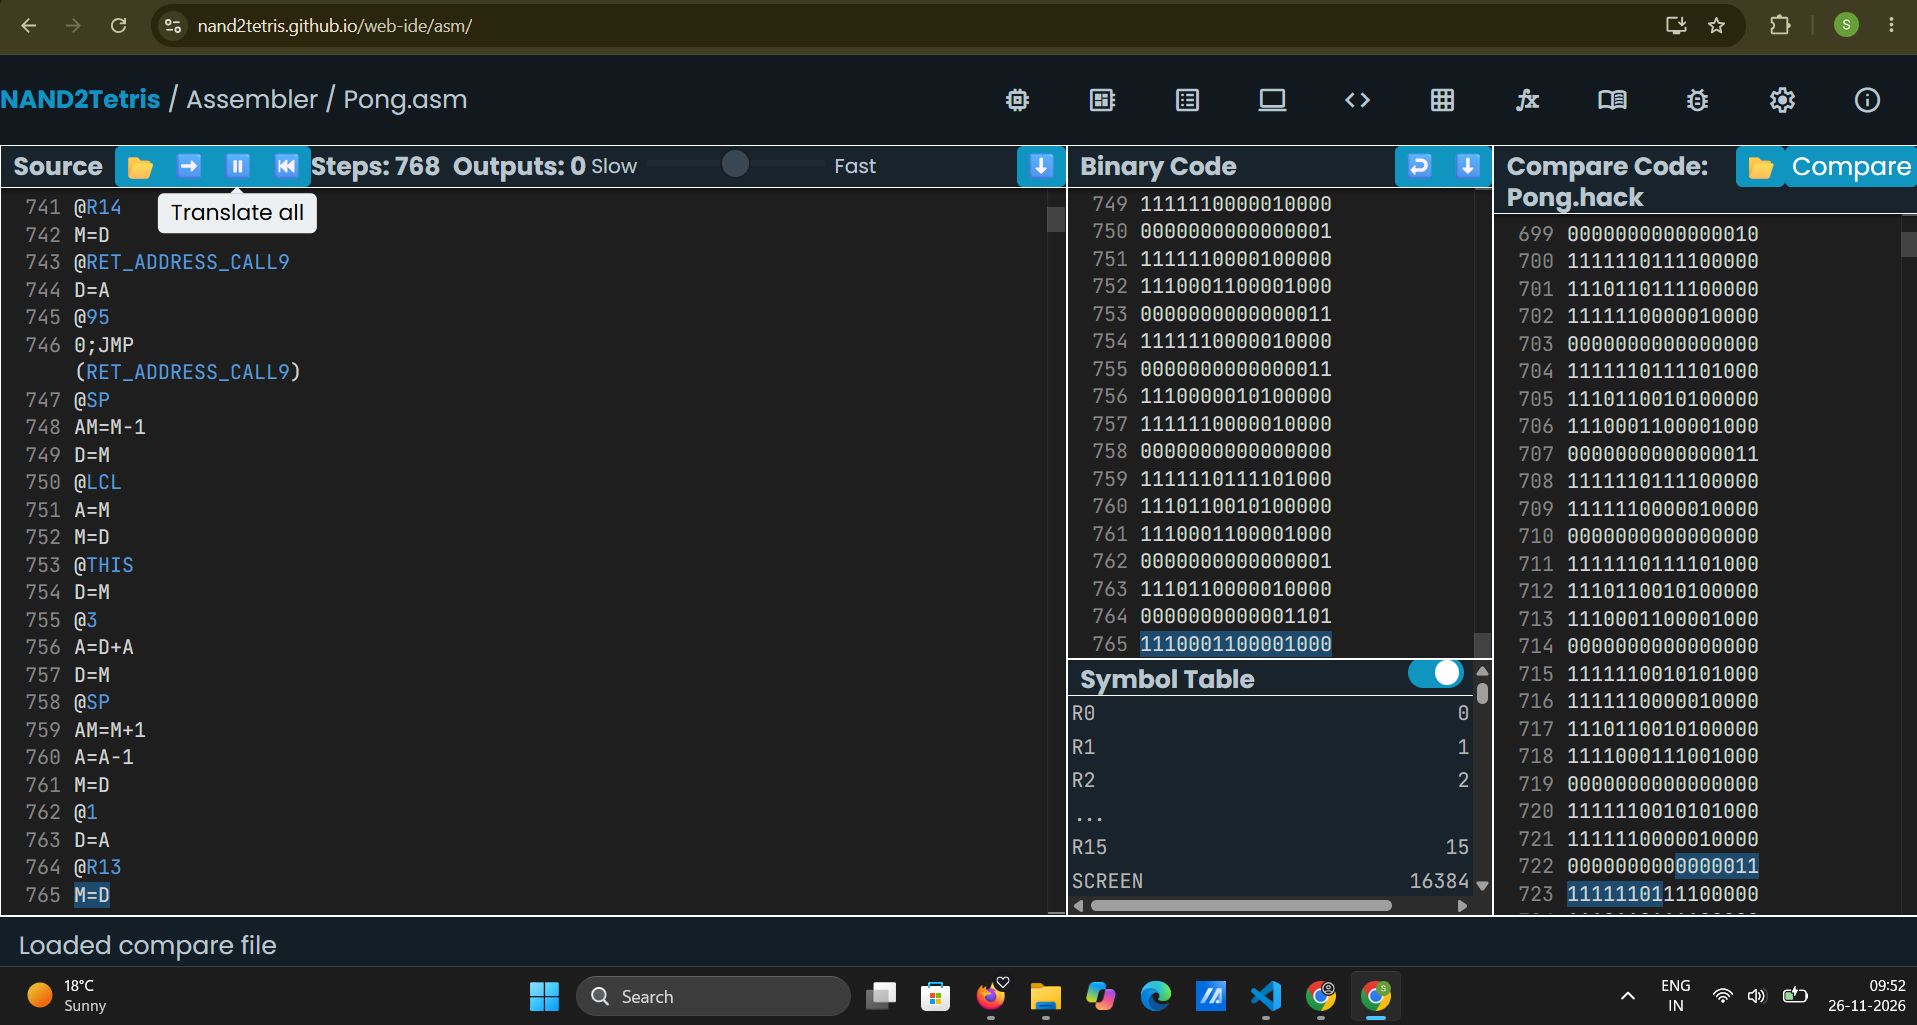 nand2tetris.github.io/web-ide/asm/
S
NAND2Tetris / Assembler / Pong.asm
Source
Steps: 768 Outputs: 0 Slow Fast
Translate all
741 @R14
742 M=D
743 @RET_ADDRESS_CALL9
744 D=A
745 @95
746 0;JMP
(RET_ADDRESS_CALL9)
747 @SP
748 AM=M-1
749 D=M
750 @LCL
751 A=M
752 M=D
753 @THIS
754 D=M
755 @3
756 A=D+A
757 D=M
758 @SP
759 AM=M+1
760 A=A-1
761 M=D
762 @1
763 D=A
764 @R13
765 M=D
Binary Code
749 1111110000010000
750 0000000000000001
751 1111110000100000
752 1110001100001000
753 0000000000000011
754 1111110000010000
755 0000000000000011
756 1110000010100000
757 1111110000010000
758 0000000000000000
759 1111110111101000
760 1110110010100000
761 1110001100001000
762 0000000000000001
763 1110110000010000
764 0000000000001101
765 1110001100001000
Symbol Table
R0 0
R1 1
R2 2
...
R15 15
SCREEN 16384
Compare Code:
Pong.hack
Compare
699 0000000000000010
700 1111110111100000
701 1110110111100000
702 1111110000010000
703 0000000000000000
704 1111110111101000
705 1110110010100000
706 1110001100001000
707 0000000000000011
708 1111110111100000
709 1111110000010000
710 0000000000000000
711 1111110111101000
712 1110110010100000
713 1110001100001000
714 0000000000000000
715 1111110010101000
716 1111110000010000
717 1110110010100000
718 1111000111001000
719 0000000000000000
720 1111110010101000
721 1111110000010000
722 0000000000000011
723 1111110111100000
Loaded compare file
18°C
Sunny
Search
ENG
IN
09:52
26-11-2026